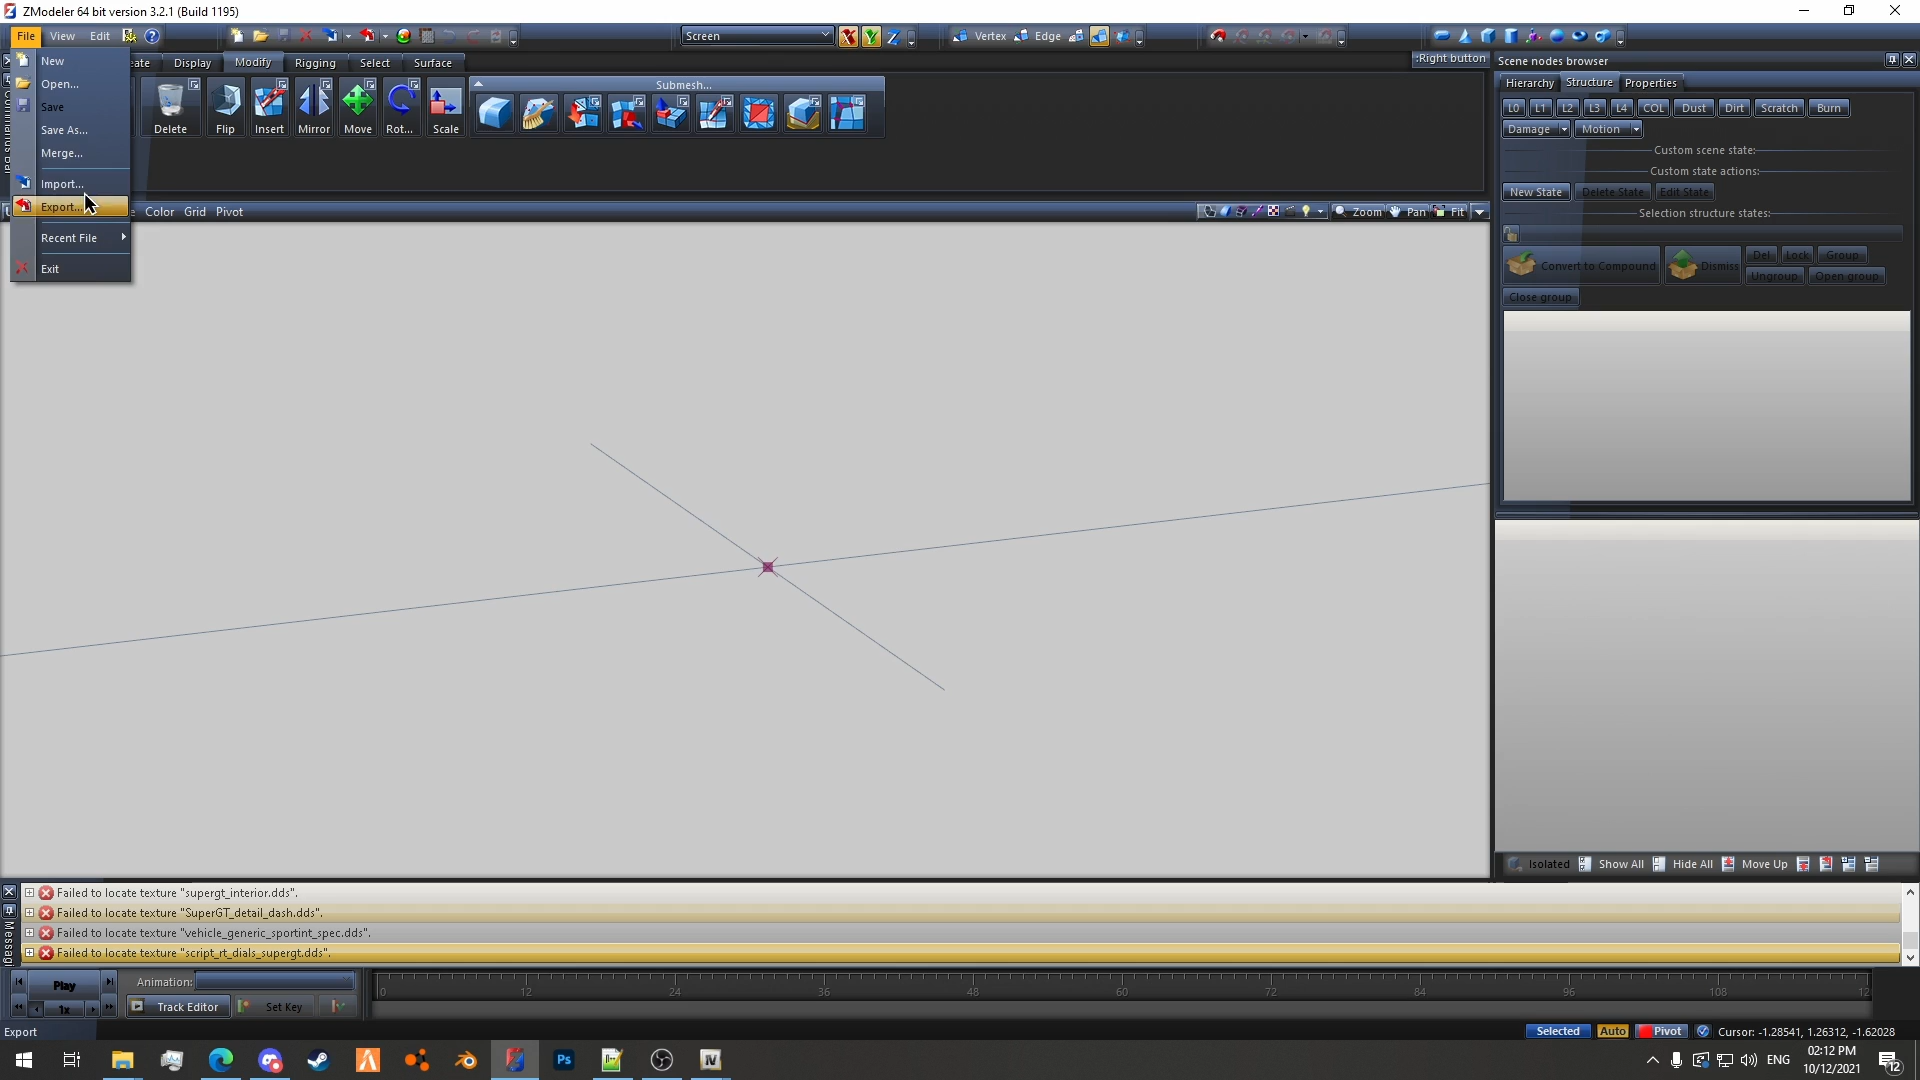 ZModeler 64 bit version 3.2.1 (Build 1195)
File View Edit
Screen
Vertex Edge
New
Open...
Save
Save As...
Merge...
Import...
Export...
Recent File
Exit
Display Modify Rigging Select Surface
:Right button
Delete Flip Insert Mirror Move Rot... Scale
Submesh...
Color Grid Pivot
Zoom Pan Fit
Scene nodes browser
Hierarchy Structure Properties
L0 L1 L2 L3 L4 COL Dust Dirt Scratch Burn
Damage Motion
Custom scene state:
Custom state actions:
New State Delete State Edit State
Selection structure states:
Convert to Compound Dismiss Del Lock Group
Ungroup Open group
Close group
Isolated Show All Hide All Move Up
Failed to locate texture "supergt_interior.dds".
Failed to locate texture "SuperGT_detail_dash.dds".
Failed to locate texture "vehicle_generic_sportint_spec.dds".
Failed to locate texture "script_rt_dials_supergt.dds".
Play Animation:
1x Track Editor Set Key
0 12 24 36 48 60 72 84 96 108
Export
Selected Auto Pivot Cursor: -1.28541, 1.26312, -1.62028
ENG
02:12 PM
10/12/2021
12